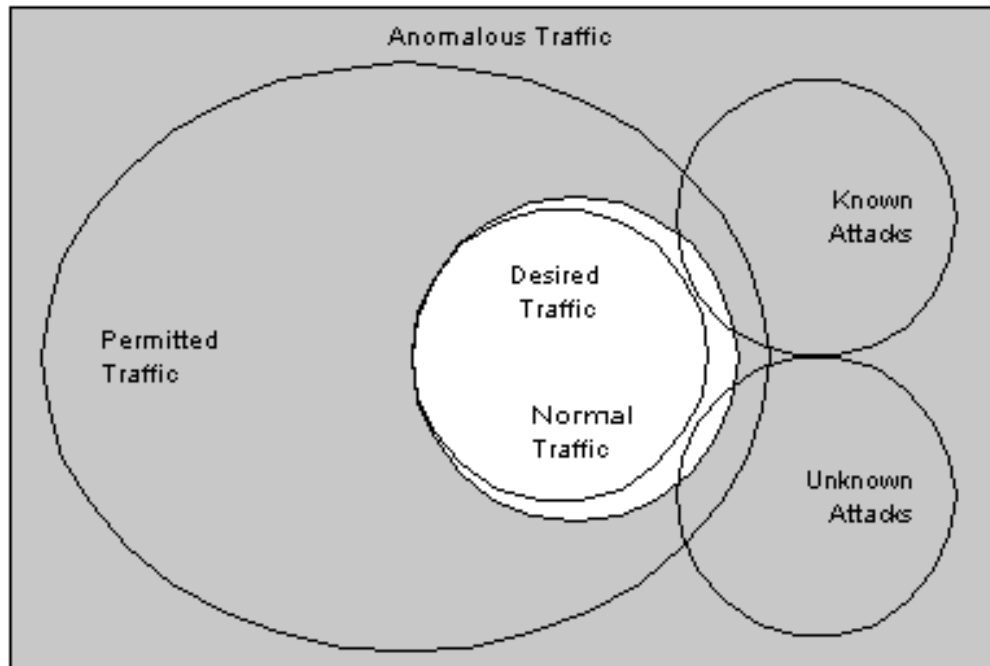 Anomalous Traffic
Known
Attacks
Desired
Traffic
Permitted
Traffic
Normal
Traffic
Unknown
Attacks